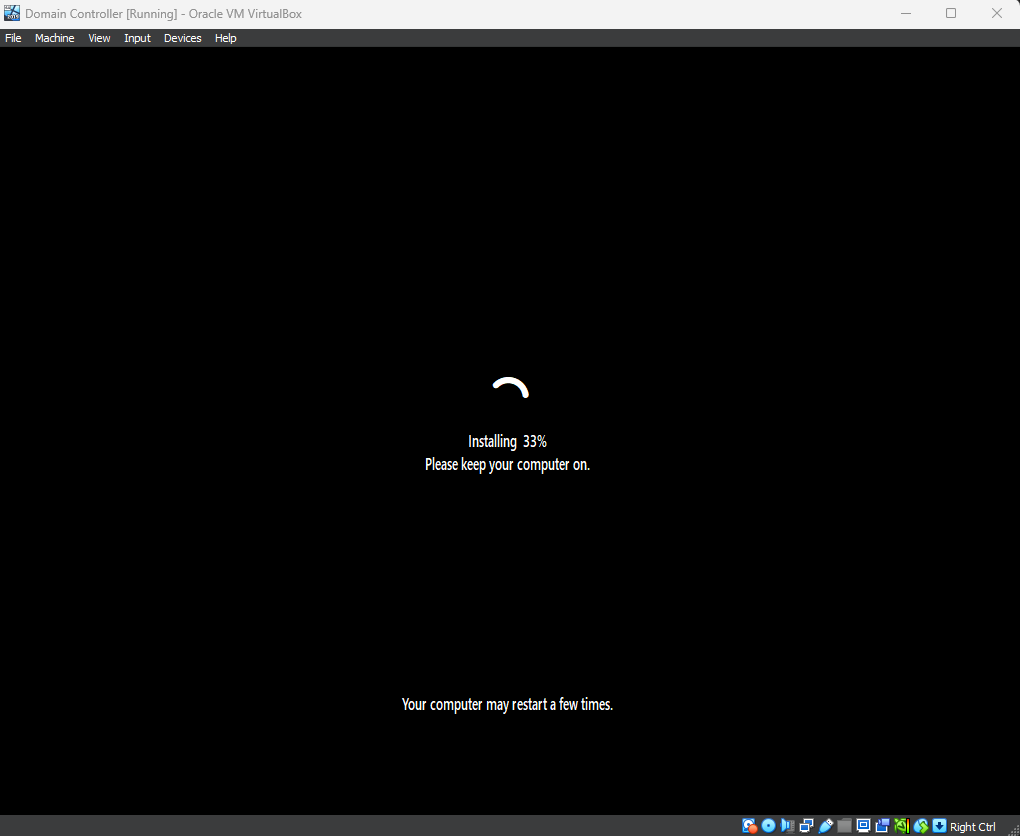 Domain Controller [Running] - Oracle VM VirtualBox
File Machine View Input Devices Help
Installing 33%
Please keep your computer on.
Your computer may restart a few times.
Right Ctrl